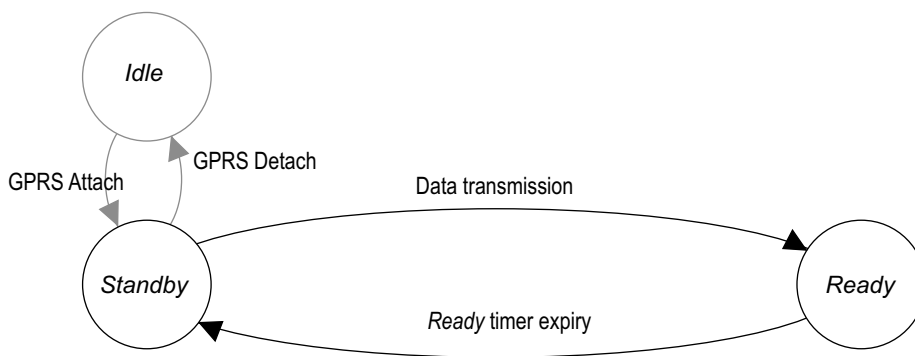 Idle
GPRS Detach
GPRS Attach
Data transmission
Standby
Ready
Ready timer expiry